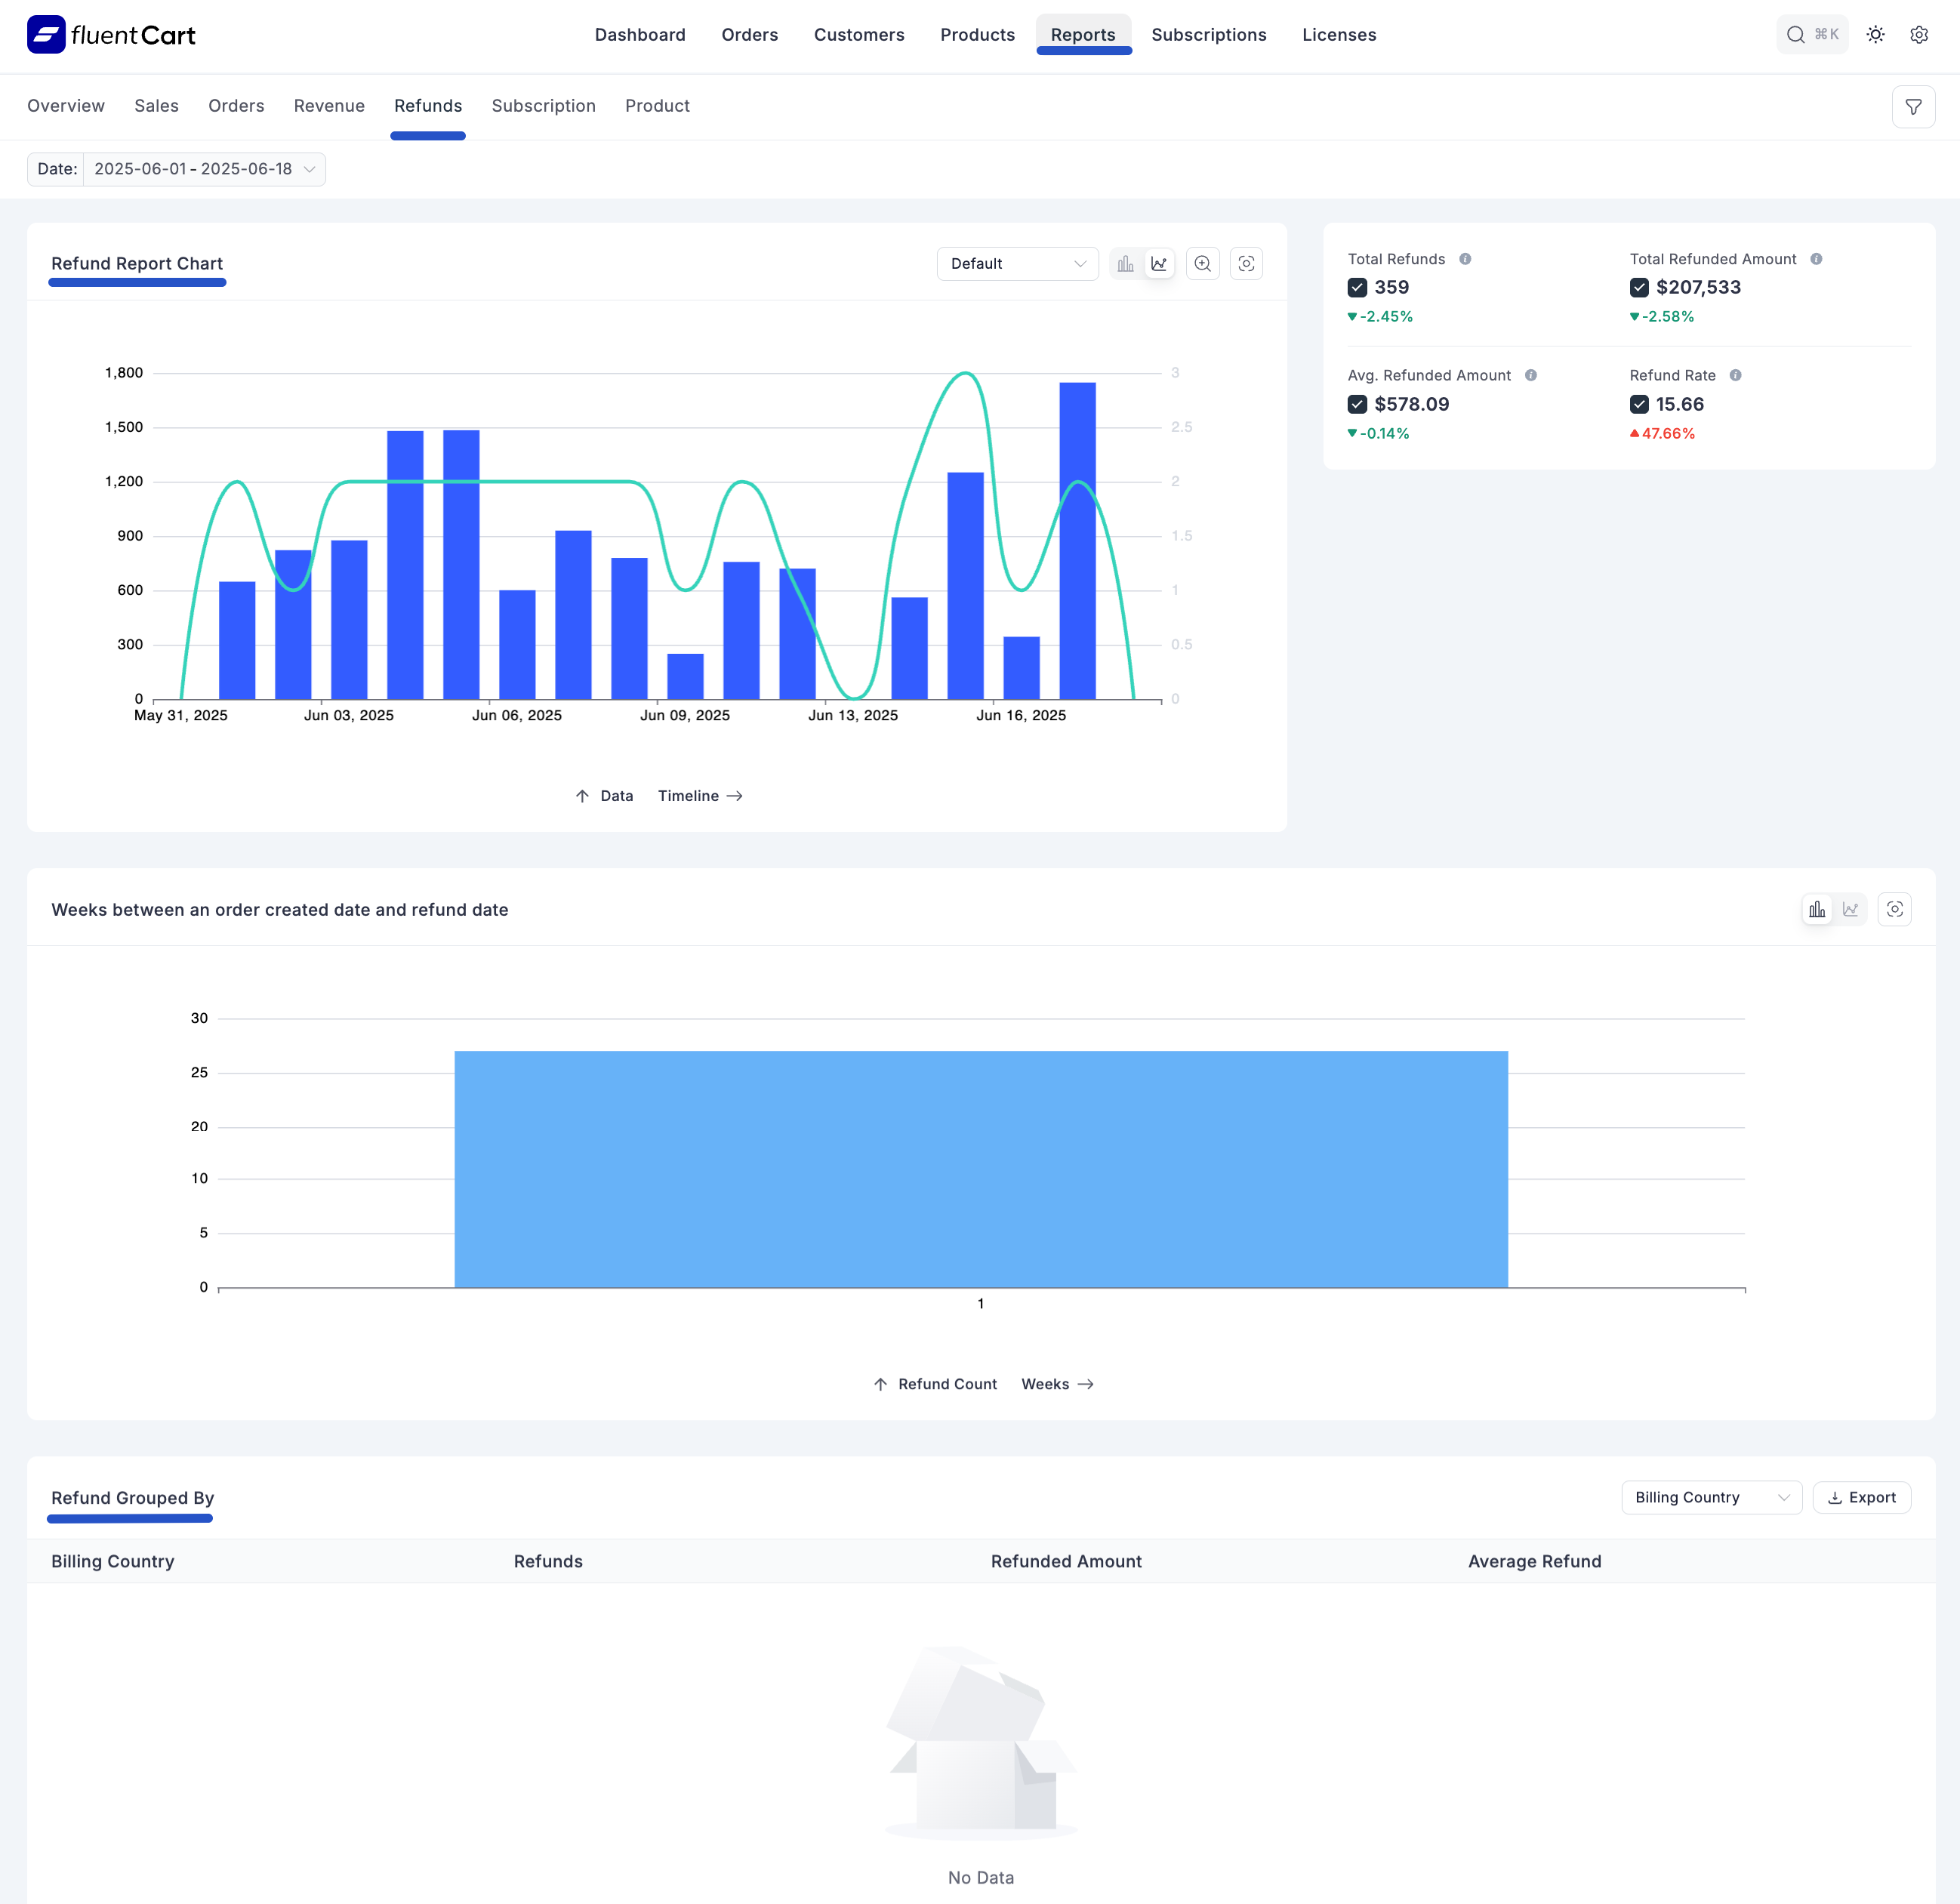 fluentCart
Dashboard Orders Customers Products Reports Subscriptions Licenses
⌘K
Overview Sales Orders Revenue Refunds Subscription Product
Date: 2025-06-01 - 2025-06-18
Refund Report Chart
Default
1,800
1,500
1,200
900
600
300
0
3
2.5
2
1.5
1
0.5
0
May 31, 2025 Jun 03, 2025 Jun 06, 2025 Jun 09, 2025 Jun 13, 2025 Jun 16, 2025
↑ Data Timeline →
Total Refunds
359
-2.45%
Total Refunded Amount
$207,533
-2.58%
Avg. Refunded Amount
$578.09
-0.14%
Refund Rate
15.66
47.66%
Weeks between an order created date and refund date
30
25
20
10
5
0
1
↑ Refund Count Weeks →
Refund Grouped By
Billing Country
Export
Billing Country Refunds Refunded Amount Average Refund
No Data